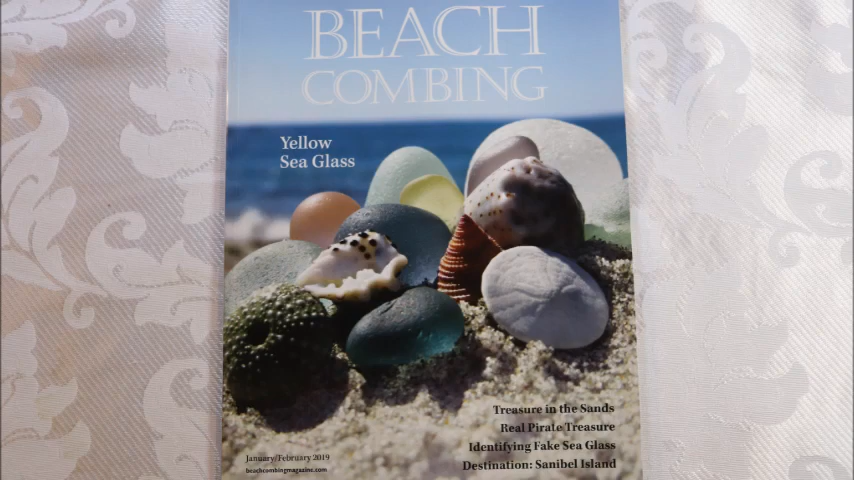 BEACH
COMBING
Yellow
Sea Glass
Treasure in the Sands
Real Pirate Treasure
Identifying Fake Sea Glass
Destination: Sanibel Island
January/February 2019
beachcombingmagazine.com